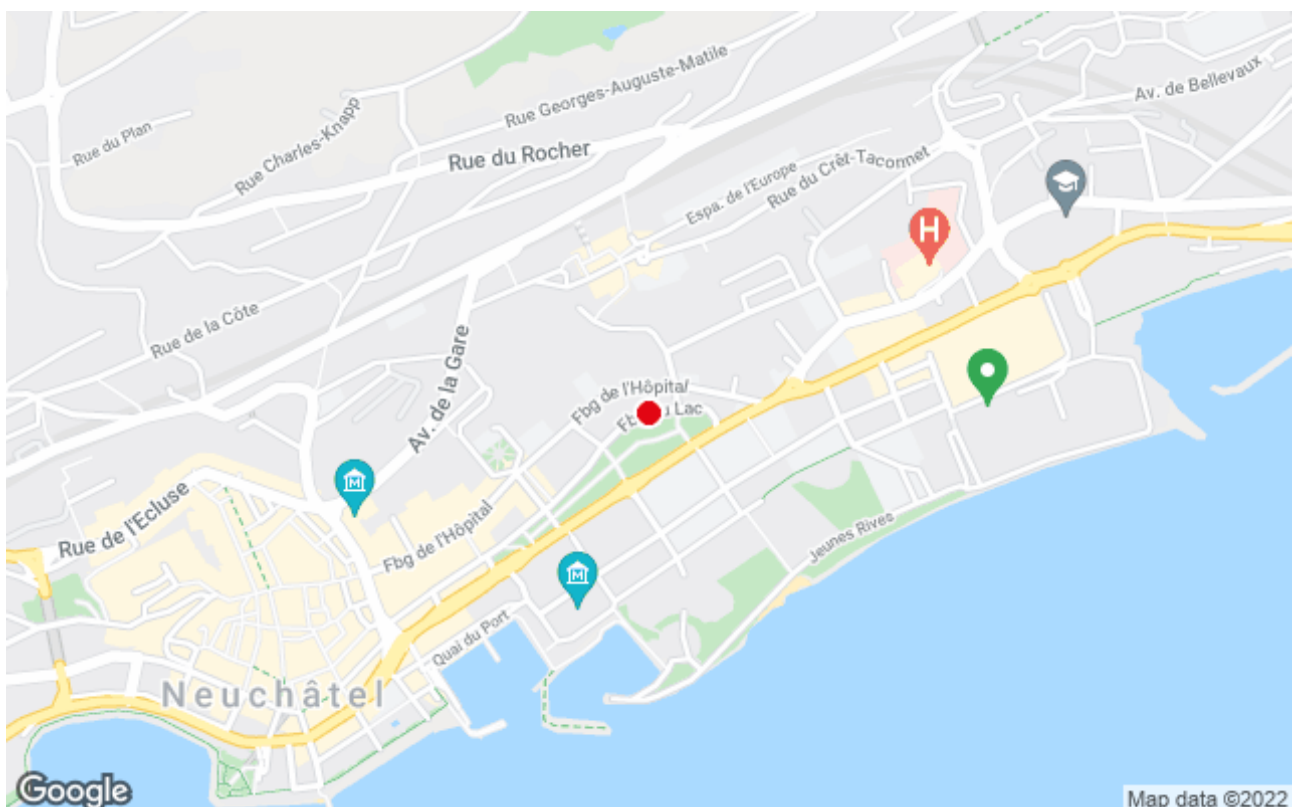 Rue Georges-Auguste-Matile
Av. de Bellevaux
Rue du Plan
Rue Charles-Knapp
Rue du Rocher
Espa. de l'Europe
Rue du Crêt-Taconnet
H
Rue de la Côte
Av. de la Gare
Fbg de l'Hôpital
Lac
M
Rue de l'Ecluse
Fbg de l'Hôpital
Jeunes Rives
M
Quai du Port
Neuchâtel
Google
Map data ©2022